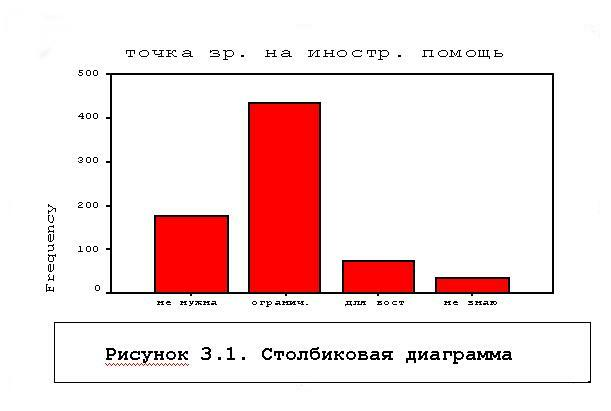 точка зр. на иностр. помощь
500
400
300
200
100
0
Frequency
не нужна огранич. для вост не знаю
Рисунок 3.1. Столбиковая диаграмма